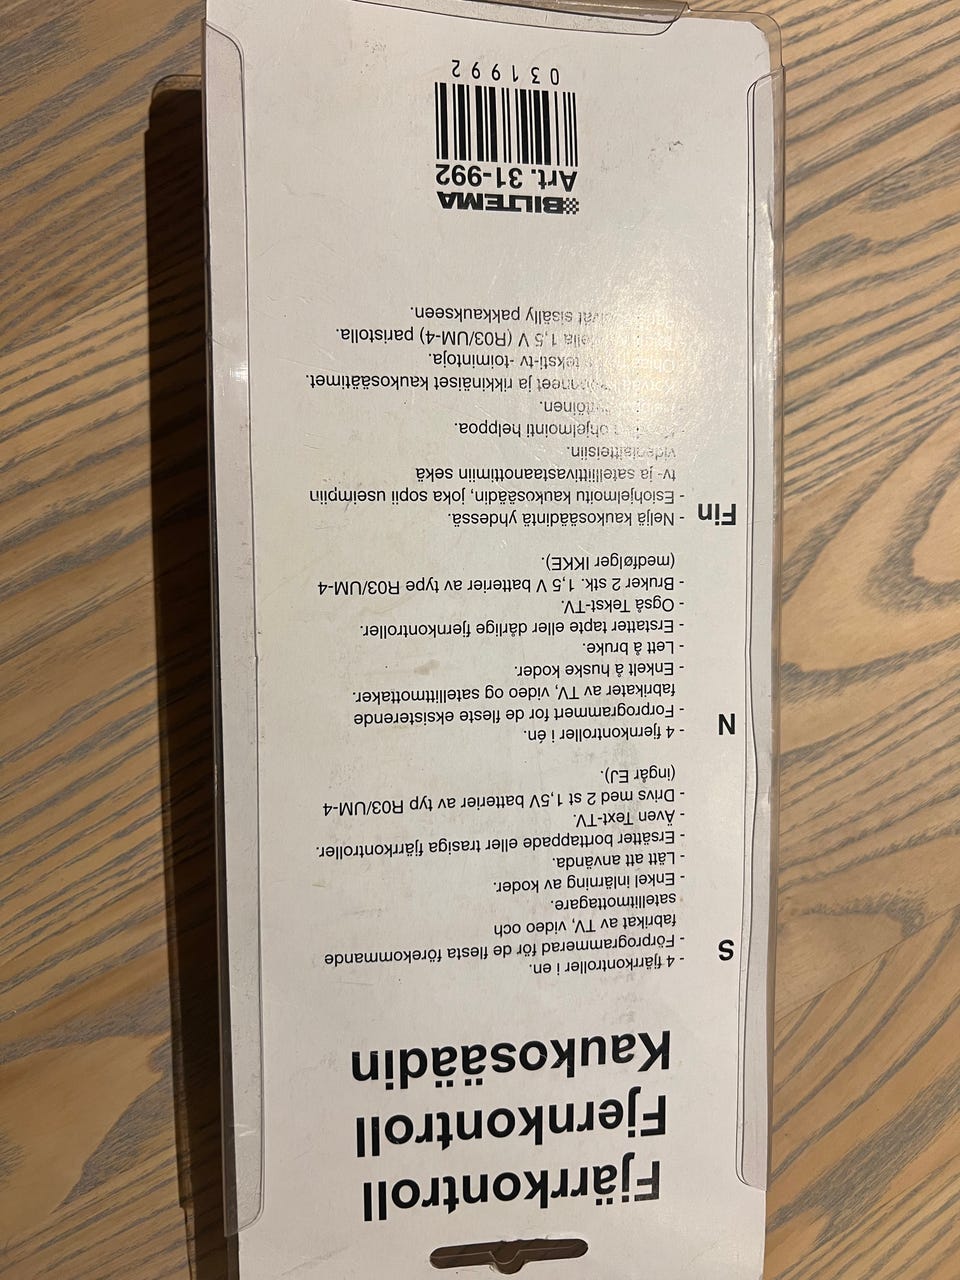 Fjärrkontroll
Fjernkontroll
Kaukosäädin
S
- 4 fjärrkontroller i en.
- Förprogrammerad för de flesta förekommande
fabrikat av TV, video och
satellitmottagare.
- Enkel inlärning av koder.
- Lätt att använda.
- Ersätter borttappade eller trasiga fjärrkontroller.
- Även Text-TV.
- Drivs med 2 st 1,5V batterier av typ R03/UM-4
(ingår EJ).
N
- 4 fjernkontroller i én.
- Forprogrammert for de fleste eksisterende
fabrikater av TV, video og satellittmottaker.
- Enkelt å huske koder.
- Lett å bruke.
- Erstatter tapte eller dårlige fjernkontroller.
- Også Tekst-TV.
- Bruker 2 stk. 1,5 V batterier av type R03/UM-4
(medfølger IKKE).
Fin
- Neljä kaukosäädintä yhdessä.
- Esiohjelmoitu kaukosäädin, joka sopii useimpiin
tv- ja satelliittivastaanottimiin sekä
videolaitteisiin.
- helppoa.
-
ja rikkinäiset kaukosäätimet.
teksti-tv -toimintoja.
1,5 V (R03/UM-4) paristolla.
sisälly pakkaukseen.
BILTEMA
Art. 31-992
031992